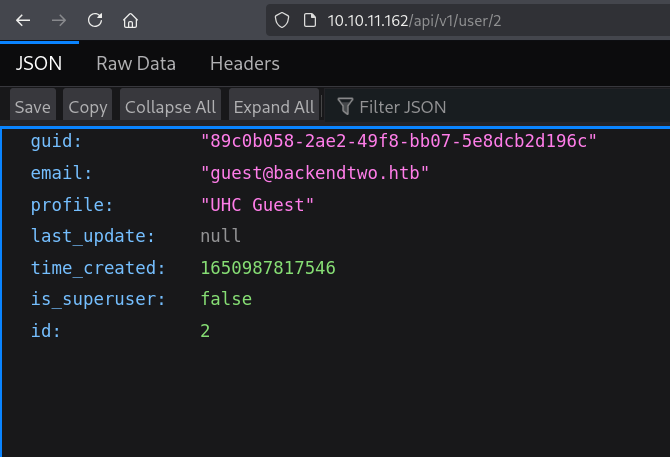 10.10.11.162/api/v1/user/2
JSON Raw Data Headers
Save Copy Collapse All Expand All Filter JSON
guid: "89c0b058-2ae2-49f8-bb07-5e8dcb2d196c"
email: "guest@backendtwo.htb"
profile: "UHC Guest"
last_update: null
time_created: 1650987817546
is_superuser: false
id: 2